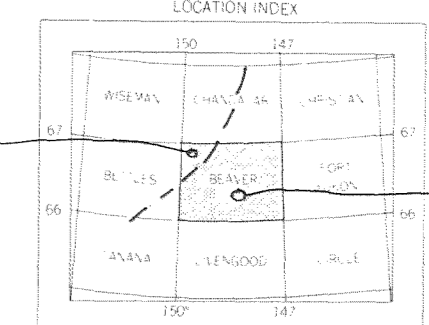 LOCATION INDEX
150 147
WISEMAN CHANDALAR CHRISTIAN
67 67
BETTLES BEAVER FORT YUKON
66 66
TANANA LIVENGOOD CIRCLE
150° 147